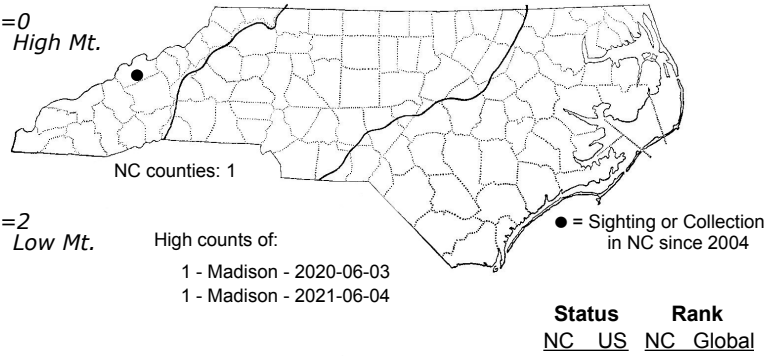 =0
High Mt.
NC counties: 1
=2
Low Mt.
High counts of:
1 - Madison - 2020-06-03
1 - Madison - 2021-06-04
● = Sighting or Collection
in NC since 2004
Status Rank
NC US NC Global